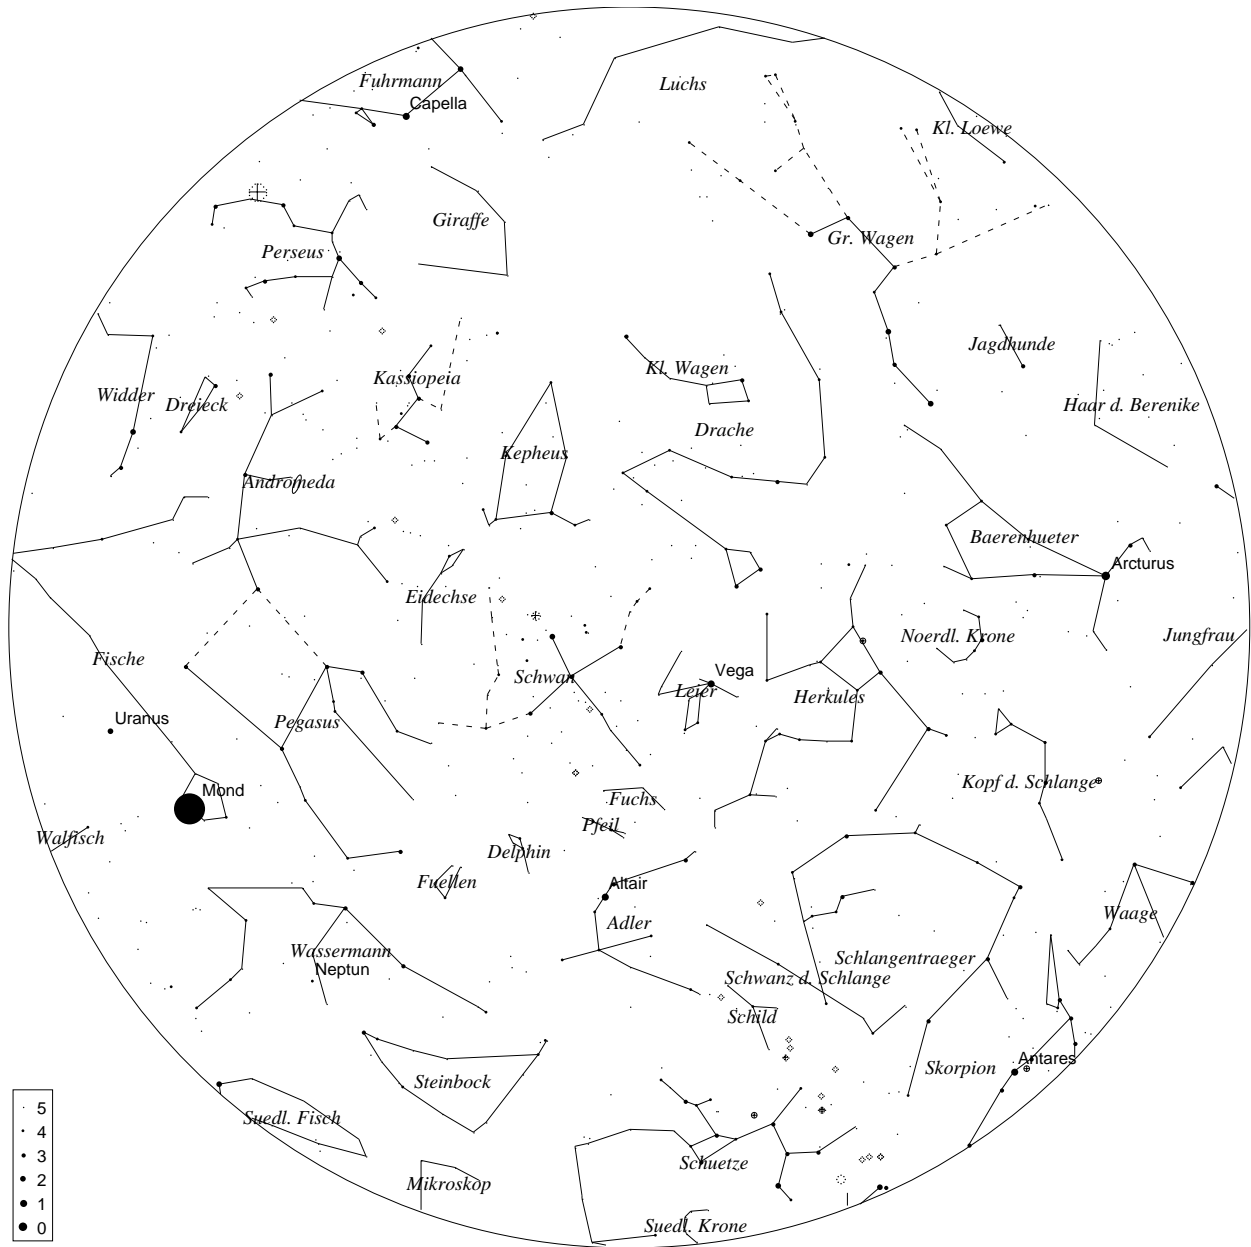 Fuhrmann
Capella
Luchs
Kl. Loewe
Giraffe
Perseus
Gr. Wagen
Jagdhunde
Kl. Wagen
Kassiopeia
Widder
Dreieck
Haar d. Berenike
Drache
Kepheus
Andromeda
Baerenhueter
Arcturus
Eidechse
Noerdl. Krone
Jungfrau
Fische
Schwan
Vega
Leier
Herkules
Uranus
Pegasus
Kopf d. Schlange
Mond
Fuchs
Pfeil
Walfisch
Delphin
Fuellen
Altair
Adler
Waage
Wassermann
Neptun
Schlangentraeger
Schwanz d. Schlange
Schild
Skorpion
Antares
Steinbock
Suedl. Fisch
Schuetze
Mikroskop
Suedl. Krone
5
4
3
2
1
0